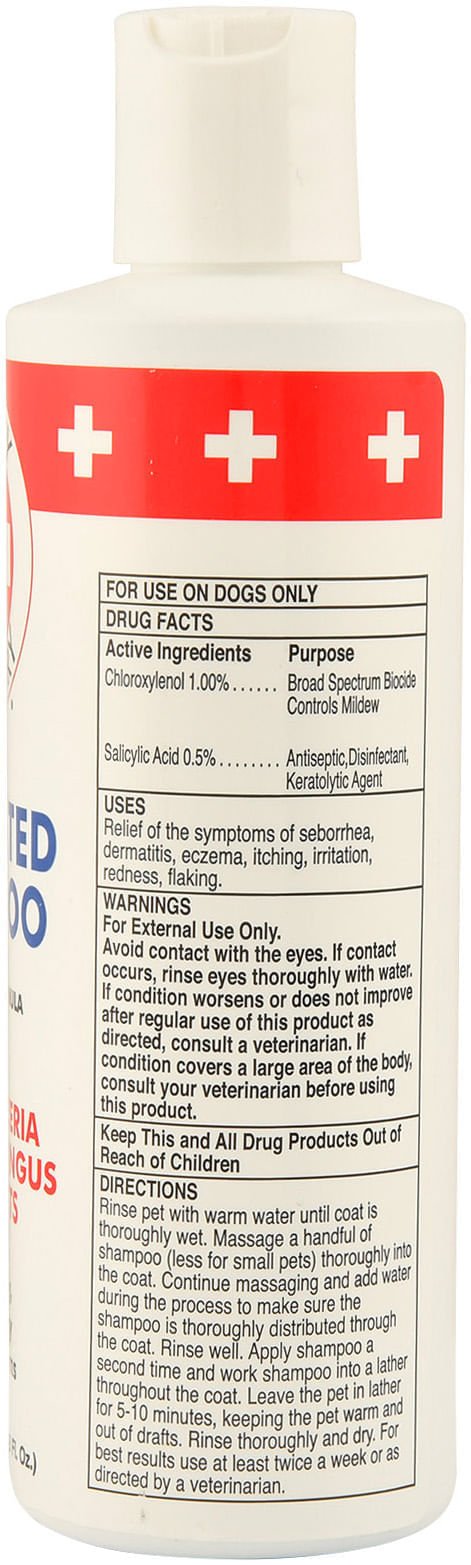 FOR USE ON DOGS ONLY
DRUG FACTS
Active Ingredients Purpose
Chloroxylenol 1.00%...... Broad Spectrum Biocide
Controls Mildew
Salicylic Acid 0.5%........ Antiseptic,Disinfectant,
Keratolytic Agent
USES
Relief of the symptoms of seborrhea,
dermatitis, eczema, itching, irritation,
redness, flaking.
WARNINGS
For External Use Only.
Avoid contact with the eyes. If contact
occurs, rinse eyes thoroughly with water.
If condition worsens or does not improve
after regular use of this product as
directed, consult a veterinarian. If
condition covers a large area of the body,
consult your veterinarian before using
this product.
Keep This and All Drug Products Out of
Reach of Children
DIRECTIONS
Rinse pet with warm water until coat is
thoroughly wet. Massage a handful of
shampoo (less for small pets) thoroughly into
the coat. Continue massaging and add water
during the process to make sure the
shampoo is thoroughly distributed through
the coat. Rinse well. Apply shampoo a
second time and work shampoo into a lather
throughout the coat. Leave the pet in lather
for 5-10 minutes, keeping the pet warm and
out of drafts. Rinse thoroughly and dry. For
best results use at least twice a week or as
directed by a veterinarian.
TED
OO
ULA
ERIA
NGUS
TS
FL Oz.)